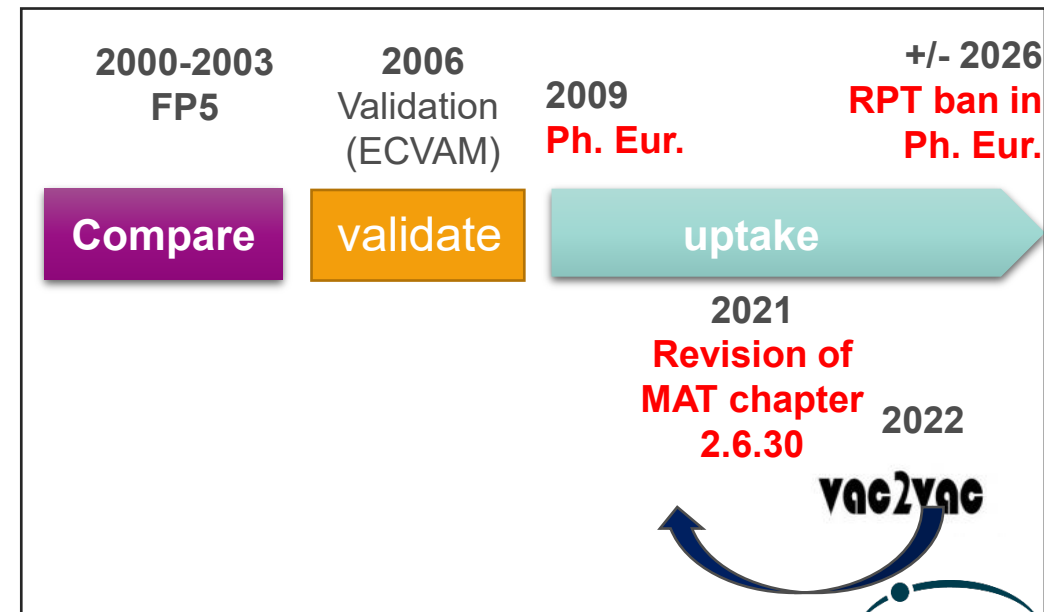 2000-2003
FP5
2006
Validation
(ECVAM)
2009
Ph. Eur.
+/- 2026
RPT ban in
Ph. Eur.
Compare
validate
uptake
2021
Revision of
MAT chapter
2.6.30
2022
vac2vac